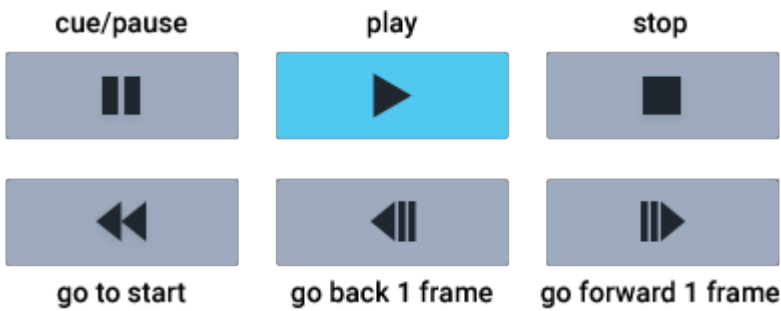 cue/pause play stop
go to start go back 1 frame go forward 1 frame